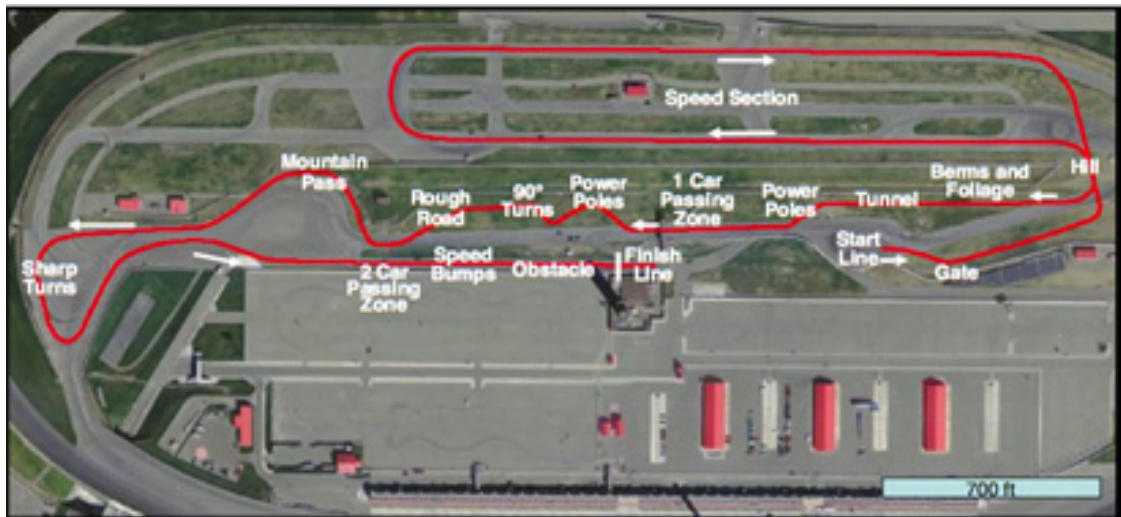 Speed Section
Mountain
Pass
Rough
Road
90°
Turns
Power
Poles
1 Car
Passing
Zone
Power
Poles
Tunnel
Berms and
Foliage
Hill
Sharp
Turns
2 Car
Passing
Zone
Speed
Bumps
Obstacle
Finish
Line
Start
Line
Gate
700 ft